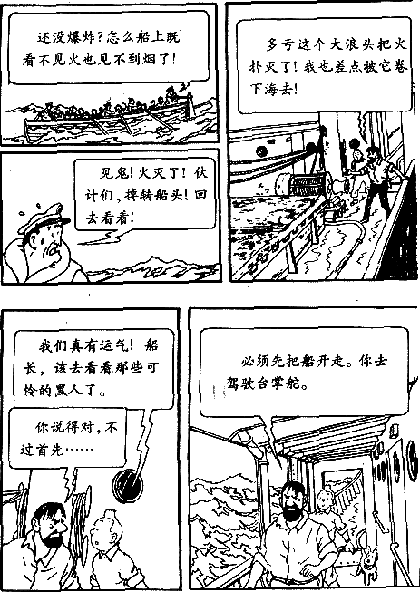 还没爆炸？怎么船上既
看不见火也见不到烟了！
多亏这个大浪头把火
扑灭了！我也差点被它卷
下海去！
见鬼！火灭了！伙
计们，掉转船头！回
去看看！
我们真有运气！船
长，該去看看那些可
怜的黑人了。
你说得对，不
过首先……
必须先把船开走。你去
驾驶台掌舵。